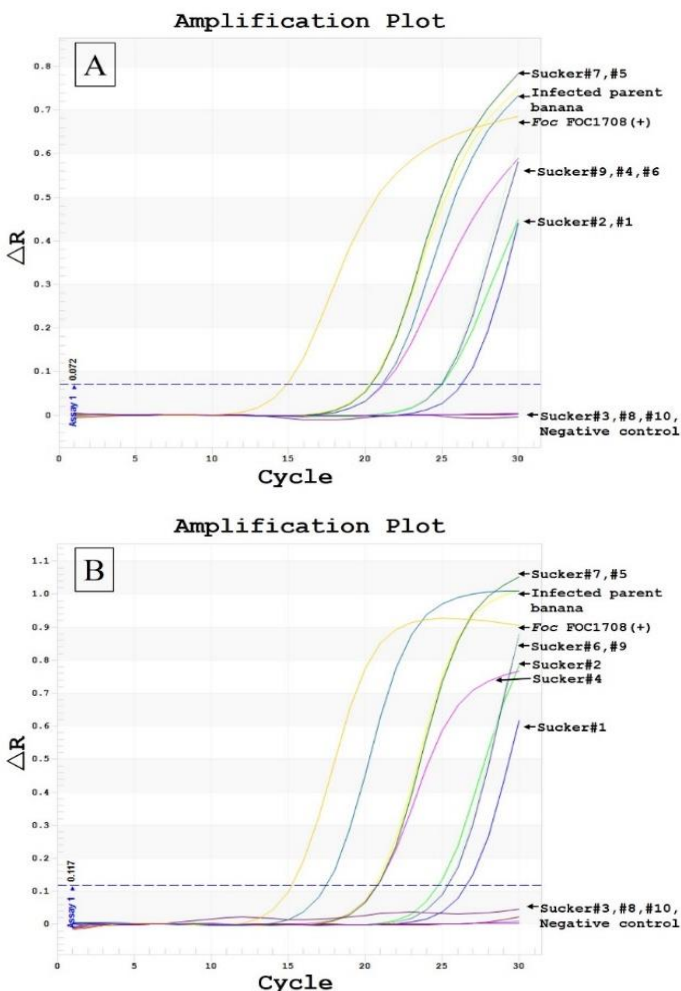 Amplification Plot
A
0.8
0.7
0.6
0.5
0.4
0.3
0.2
0.1
0
△R
Assay 1 ▸ 0.072
Sucker#7,#5
Infected parent
banana
Foc FOC1708(+)
Sucker#9,#4,#6
Sucker#2,#1
Sucker#3,#8,#10,
Negative control
0 5 10 15 20 25 30
Cycle
Amplification Plot
B
1.1
1.0
0.9
0.8
0.7
0.6
0.5
0.4
0.3
0.2
0.1
0
△R
Assay 1 ▸ 0.117
Sucker#7,#5
Infected parent
banana
Foc FOC1708(+)
Sucker#6,#9
Sucker#2
Sucker#4
Sucker#1
Sucker#3,#8,#10,
Negative control
0 5 10 15 20 25 30
Cycle